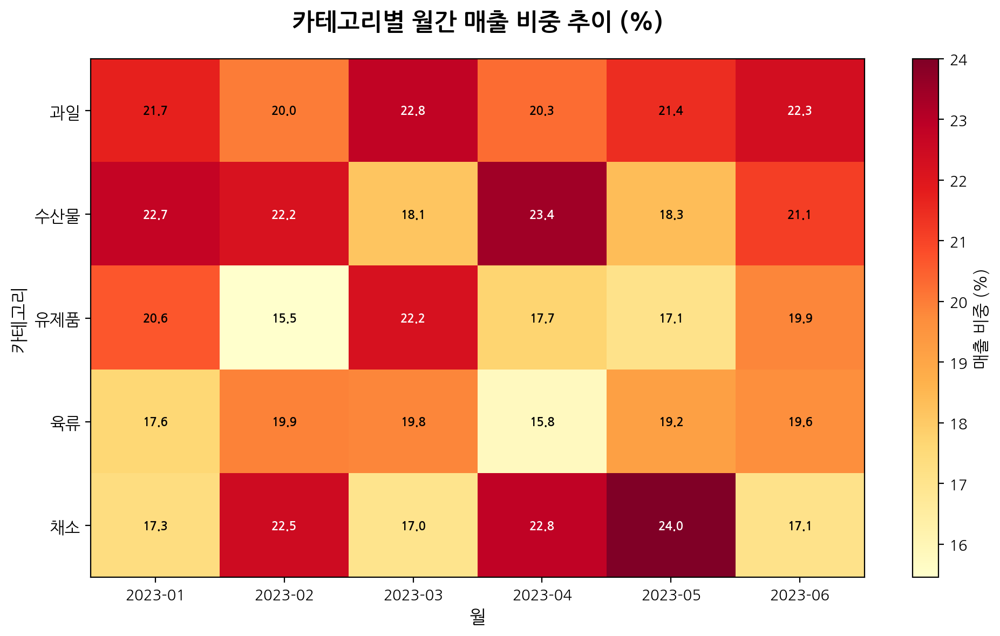 카테고리별 월간 매출 비중 추이 (%)
카테고리
과일 21.7 20.0 22.8 20.3 21.4 22.3
수산물 22.7 22.2 18.1 23.4 18.3 21.1
유제품 20.6 15.5 22.2 17.7 17.1 19.9
육류 17.6 19.9 19.8 15.8 19.2 19.6
채소 17.3 22.5 17.0 22.8 24.0 17.1
2023-01 2023-02 2023-03 2023-04 2023-05 2023-06
월
24
23
22
21
20
19
18
17
16
매출 비중 (%)